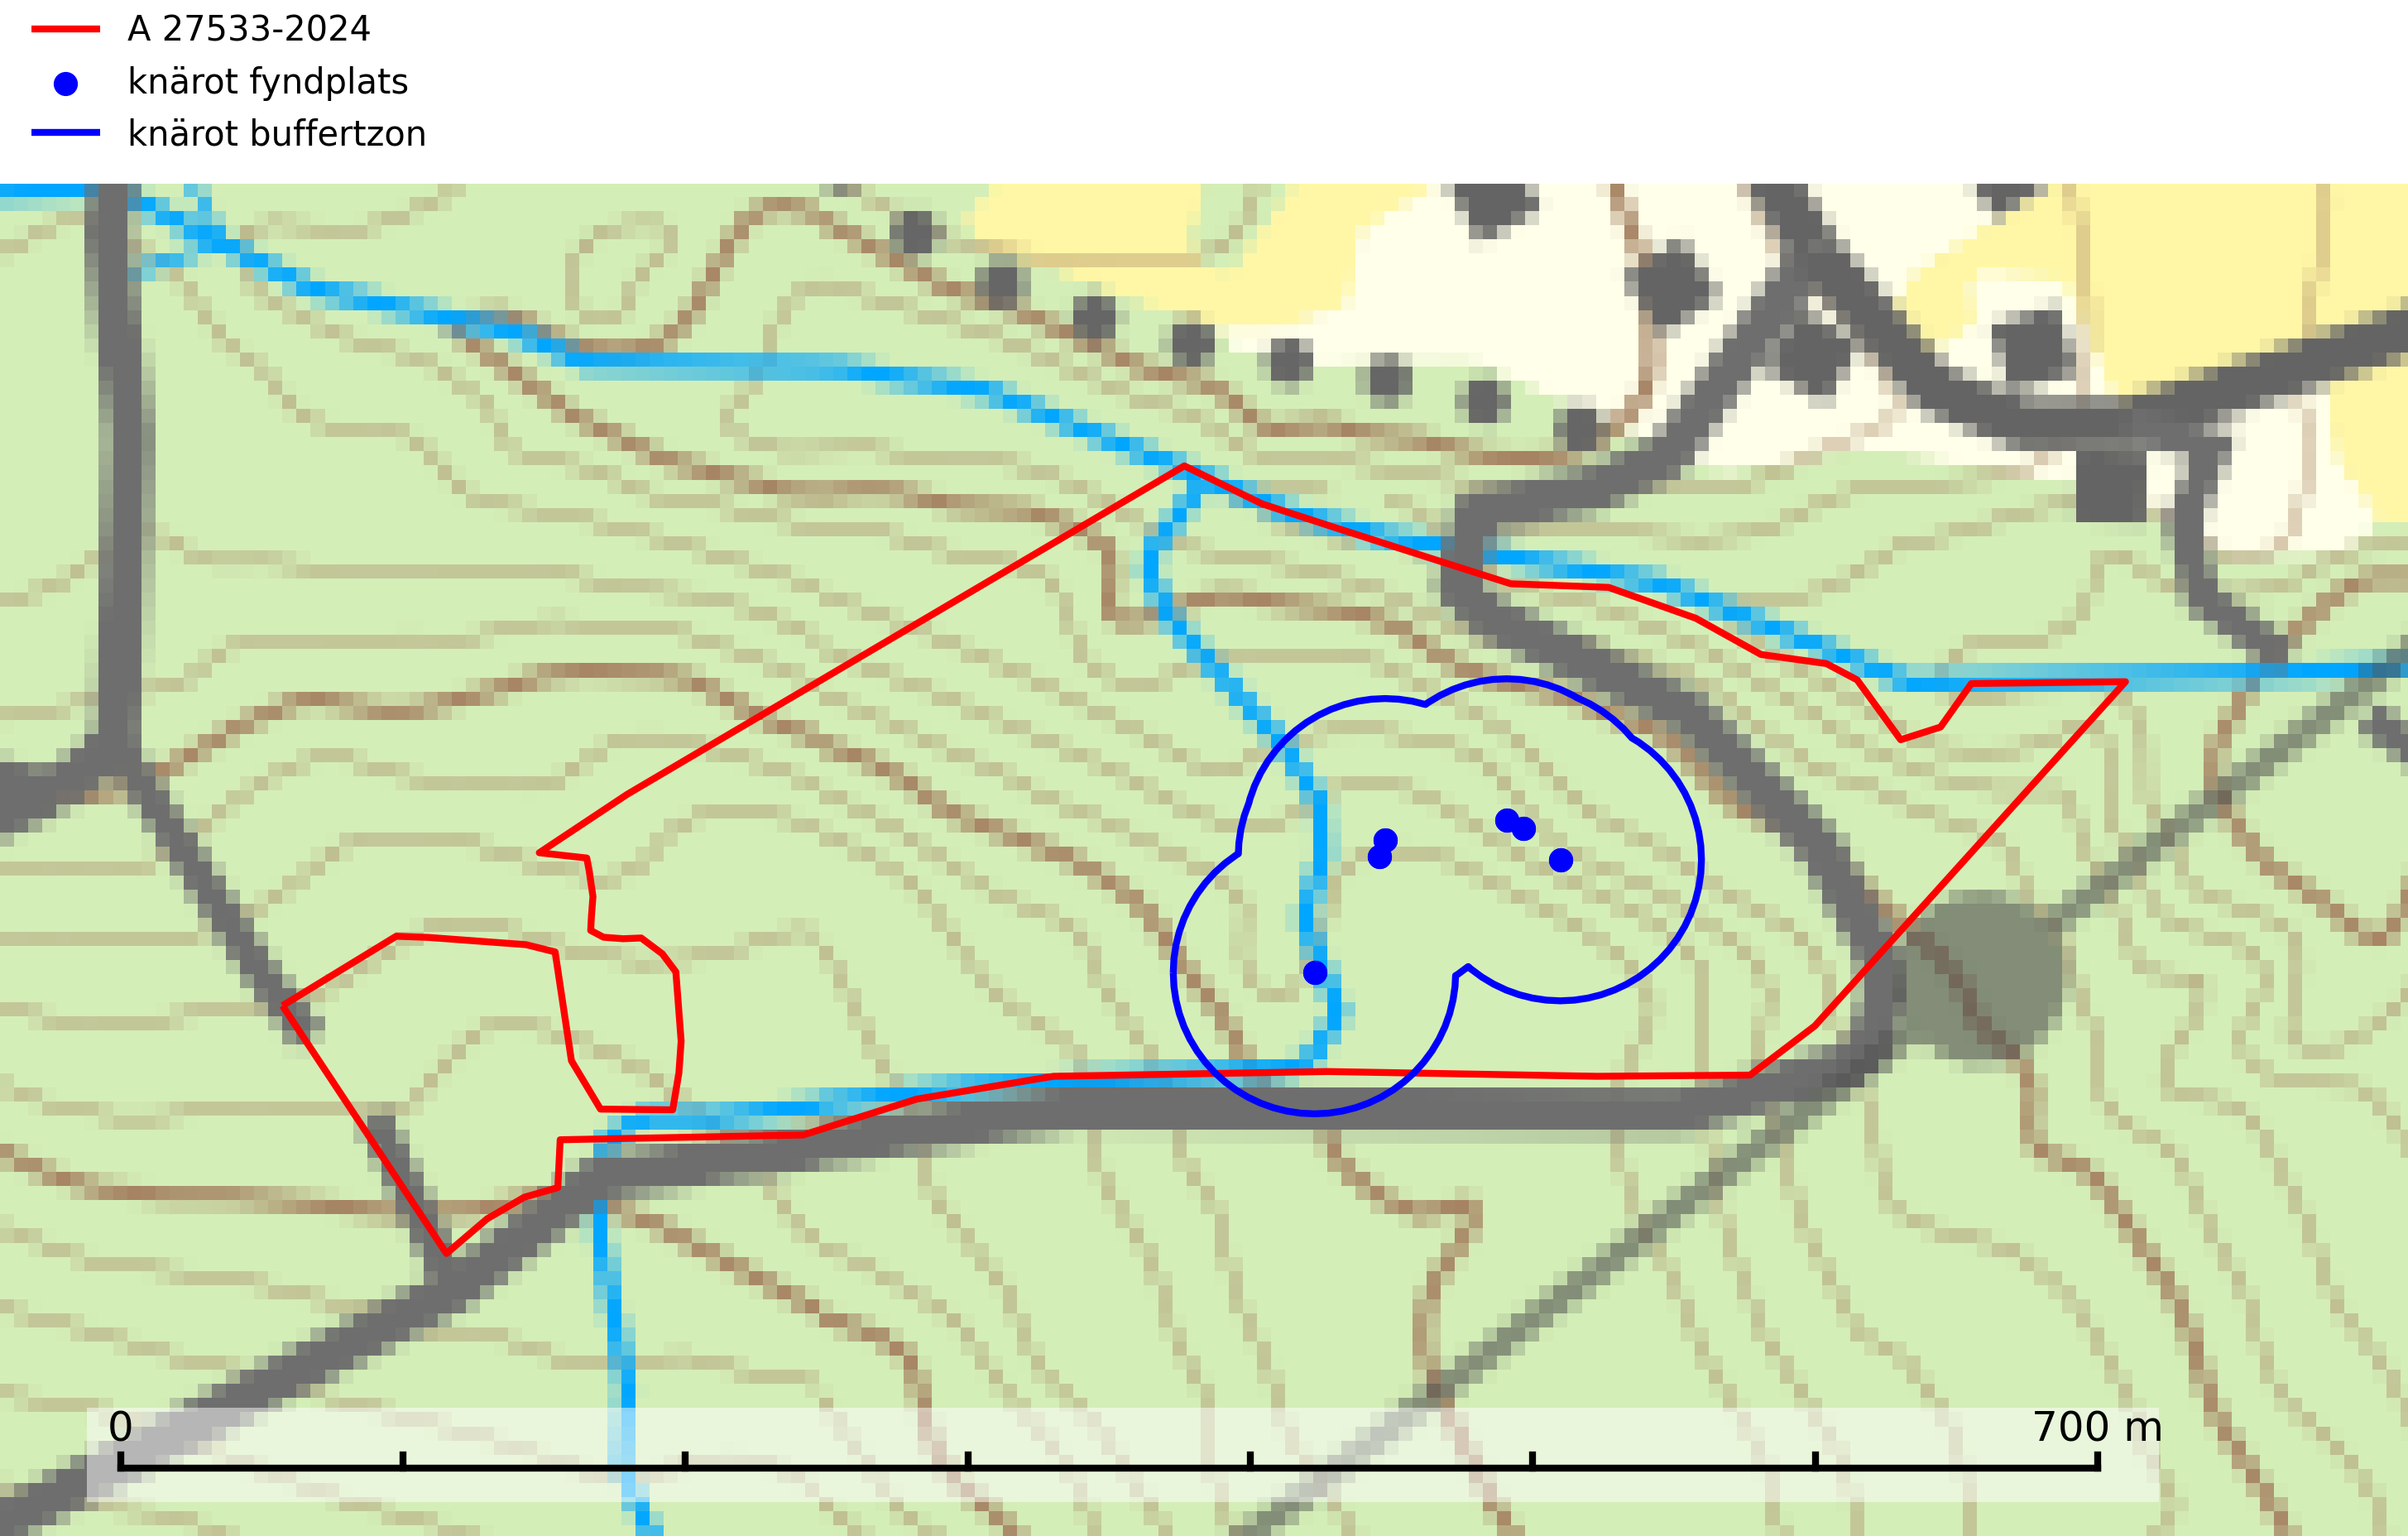 A 27533-2024
knärot fyndplats
knärot buffertzon
0
700 m